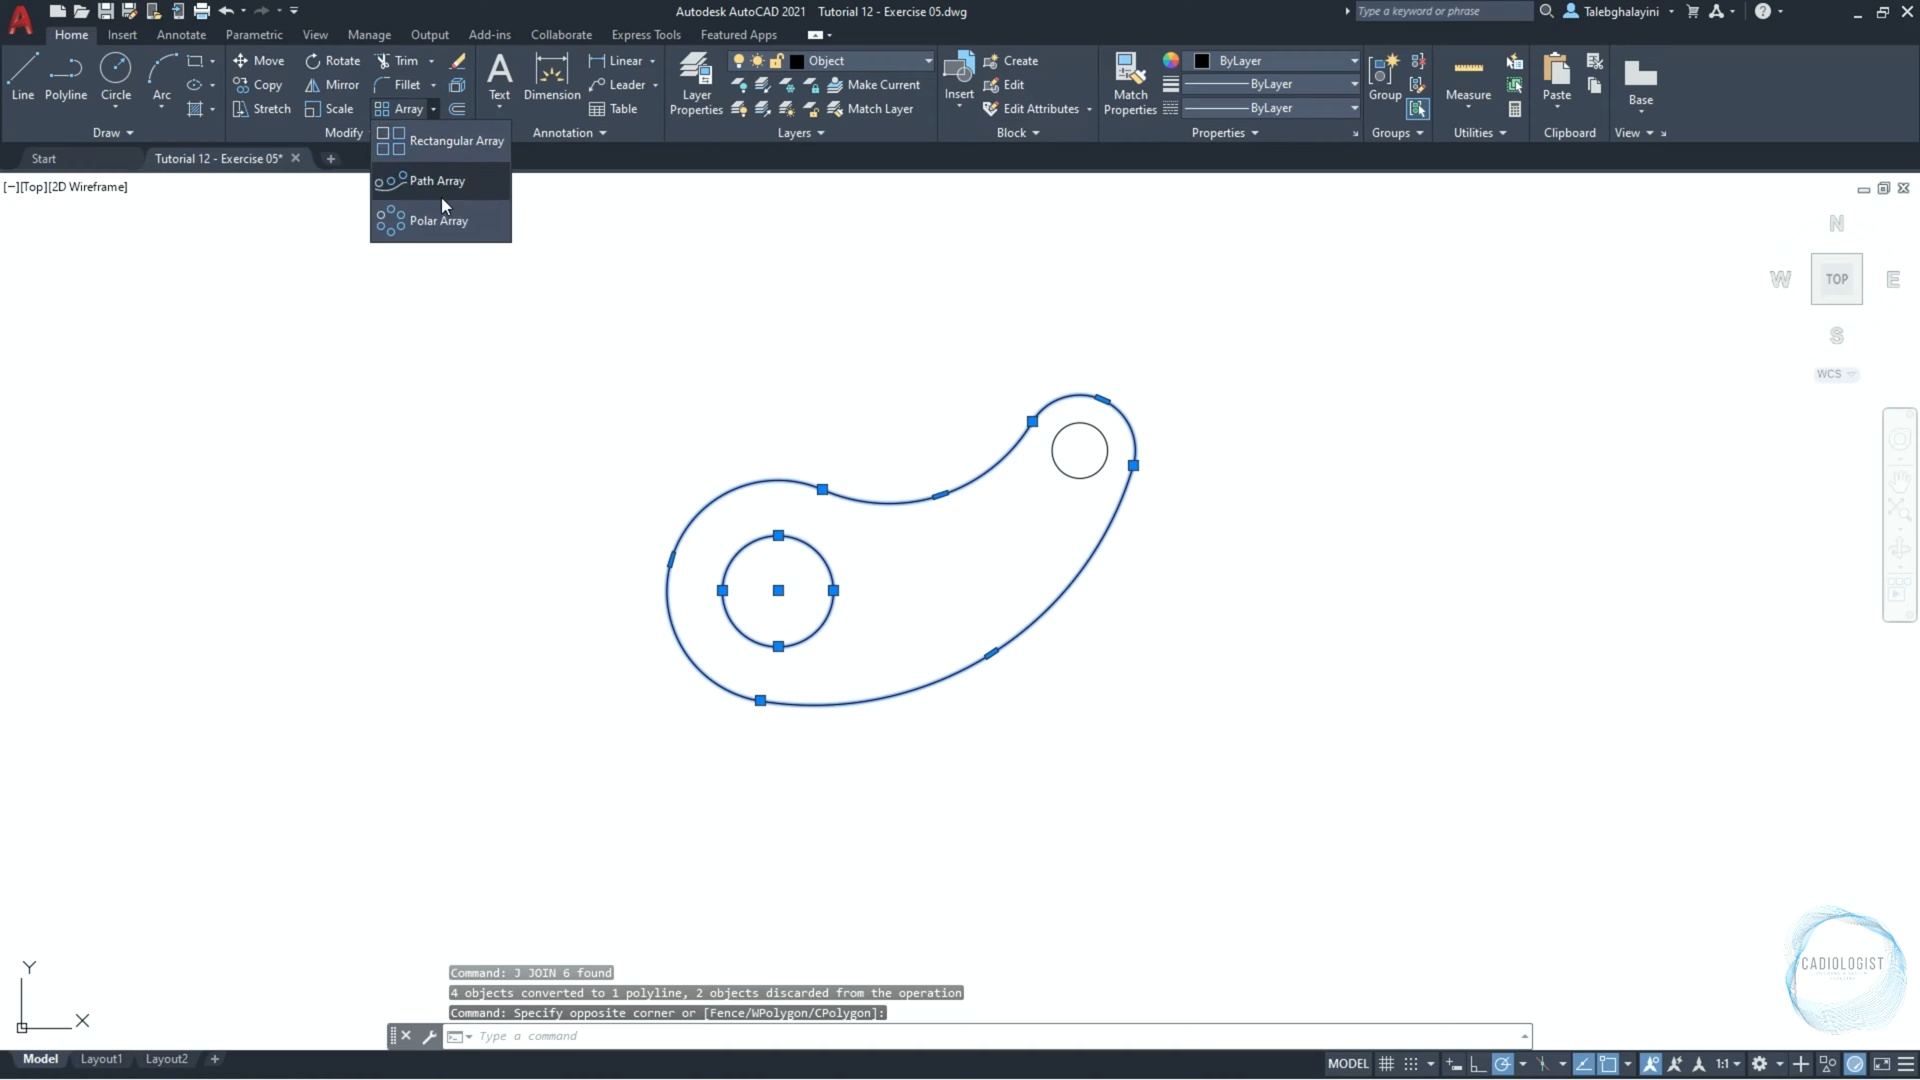 Autodesk AutoCAD 2021 Tutorial 12 - Exercise 05.dwg
Type a keyword or phrase
Talebghalayini
Home Insert Annotate Parametric View Manage Output Add-ins Collaborate Express Tools Featured Apps
Line
Polyline
Circle
Arc
Draw
Move Rotate Trim
Copy Mirror Fillet
Stretch Scale Array
Modify
Text
Dimension
Linear
Leader
Table
Annotation
Layer
Properties
Object
Make Current
Match Layer
Layers
Insert
Create
Edit
Edit Attributes
Block
Match
Properties
ByLayer
ByLayer
ByLayer
Properties
Group
Groups
Measure
Utilities
Paste
Clipboard
Base
View
Start
Tutorial 12 - Exercise 05*
Rectangular Array
Path Array
Polar Array
[−][Top][2D Wireframe]
N
W TOP E
S
WCS
CADIOLOGIST
Y
X
Command: J JOIN 6 found
4 objects converted to 1 polyline, 2 objects discarded from the operation
Command: Specify opposite corner or [Fence/WPolygon/CPolygon]:
Type a command
Model Layout1 Layout2
MODEL
1:1